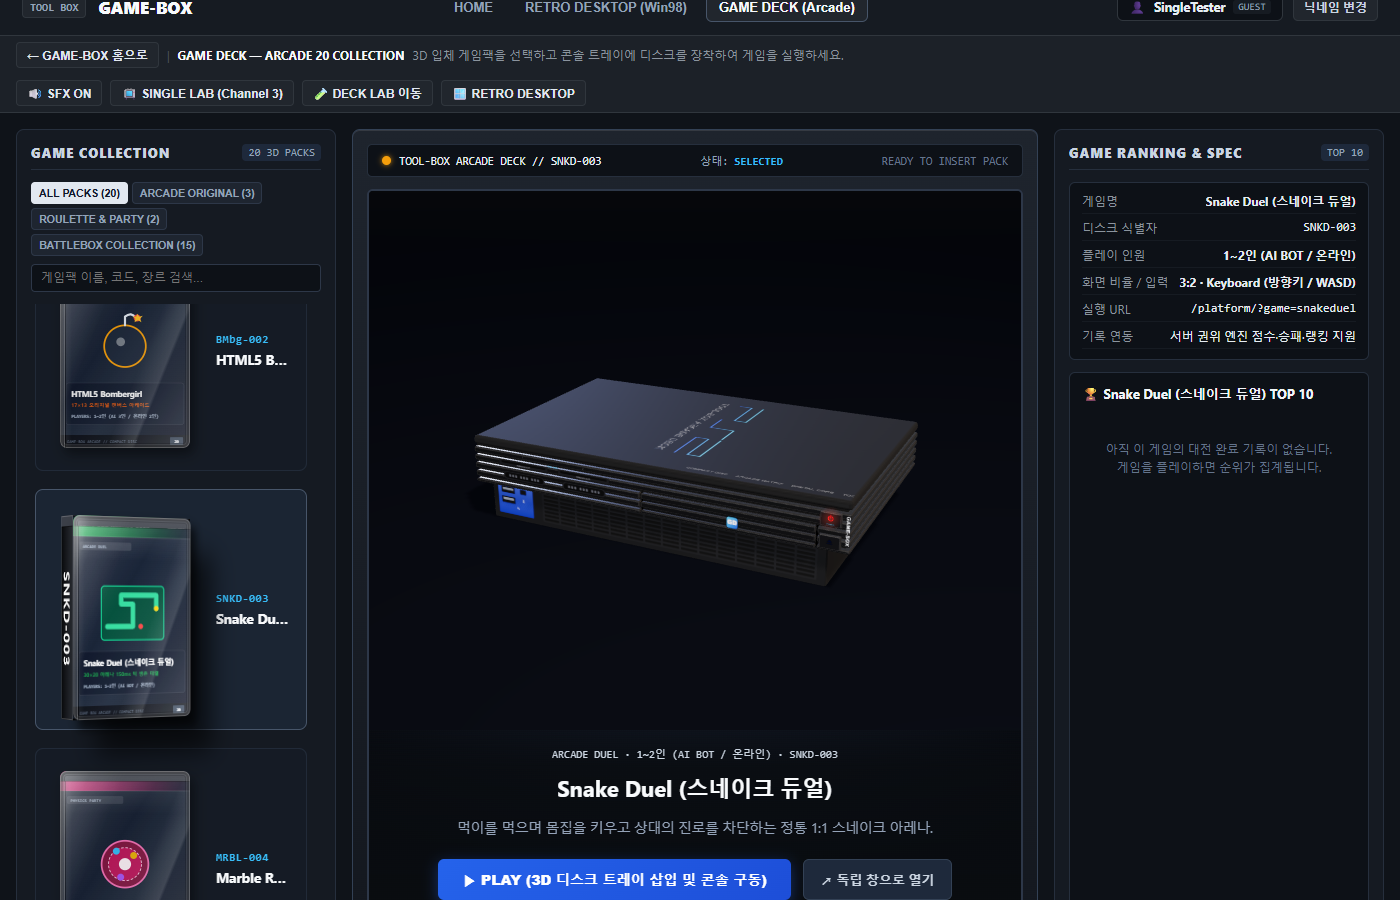 TOOL BOX GAME-BOX HOME RETRO DESKTOP (Win98) GAME DECK (Arcade) SingleTester GUEST 닉네임 변경
← GAME-BOX 홈으로 | GAME DECK — ARCADE 20 COLLECTION 3D 입체 게임팩을 선택하고 콘솔 트레이에 디스크를 장착하여 게임을 실행하세요.
SFX ON SINGLE LAB (Channel 3) DECK LAB 이동 RETRO DESKTOP
GAME COLLECTION 20 3D PACKS
ALL PACKS (20) ARCADE ORIGINAL (3)
ROULETTE & PARTY (2)
BATTLEBOX COLLECTION (15)
게임팩 이름, 코드, 장르 검색...
HTML5 Bombergirl
BMbg-002
HTML5 B...
ARCADE DUEL
SNKD-003
Snake Duel (스네이크 듀얼)
PLAYERS: 1~2인 (AI BOT / 온라인)
SNKD-003
Snake Du...
PHYSICS PARTY
MRBL-004
Marble R...
TOOL-BOX ARCADE DECK // SNKD-003 상태: SELECTED READY TO INSERT PACK
GAME-BOX
ARCADE DUEL · 1~2인 (AI BOT / 온라인) · SNKD-003
Snake Duel (스네이크 듀얼)
먹이를 먹으며 몸집을 키우고 상대의 진로를 차단하는 정통 1:1 스네이크 아레나.
▶ PLAY (3D 디스크 트레이 삽입 및 콘솔 구동) ↗ 독립 창으로 열기
GAME RANKING & SPEC TOP 10
게임명 Snake Duel (스네이크 듀얼)
디스크 식별자 SNKD-003
플레이 인원 1~2인 (AI BOT / 온라인)
화면 비율 / 입력 3:2 · Keyboard (방향키 / WASD)
실행 URL /platform/?game=snakeduel
기록 연동 서버 권위 엔진 점수·승패·랭킹 지원
🏆 Snake Duel (스네이크 듀얼) TOP 10
아직 이 게임의 대전 완료 기록이 없습니다.
게임을 플레이하면 순위가 집계됩니다.